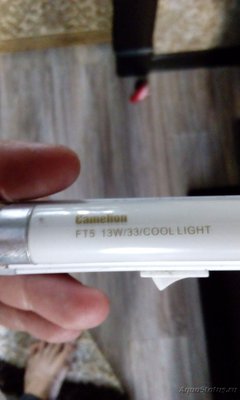 Camelion
FT5 13W/33/COOL LIGHT
AquaStatus.ru